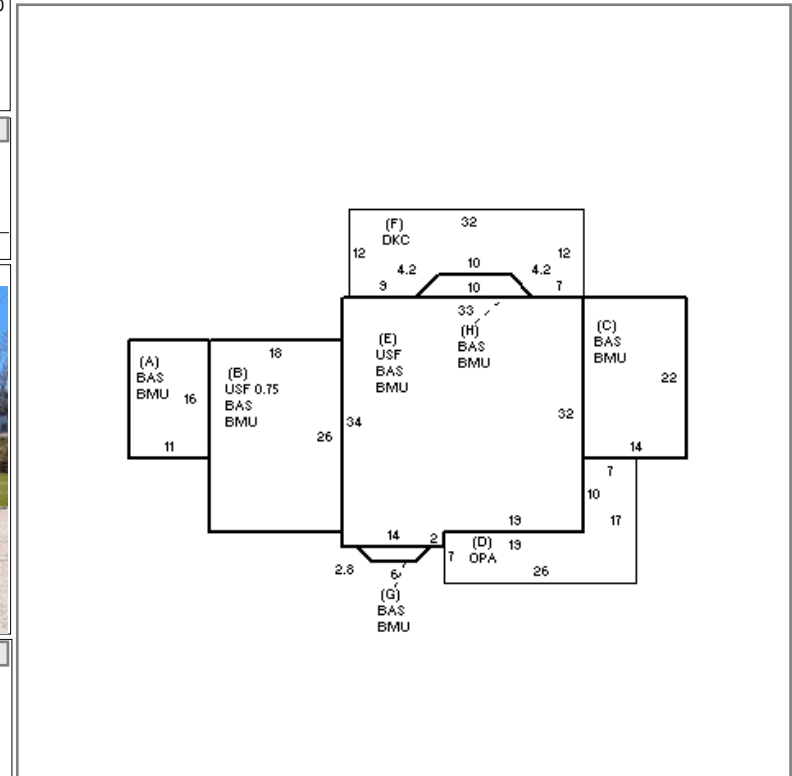 (F)
DKC
32
12
12
4.2
10
4.2
9
10
7
33
(H)
BAS
BMU
(E)
USF
BAS
BMU
(C)
BAS
BMU
22
14
(A)
BAS
BMU
16
11
18
(B)
USF 0.75
BAS
BMU
26
34
32
7
10
17
14
2
19
(D)
OPA
19
7
26
2.8
6
(G)
BAS
BMU